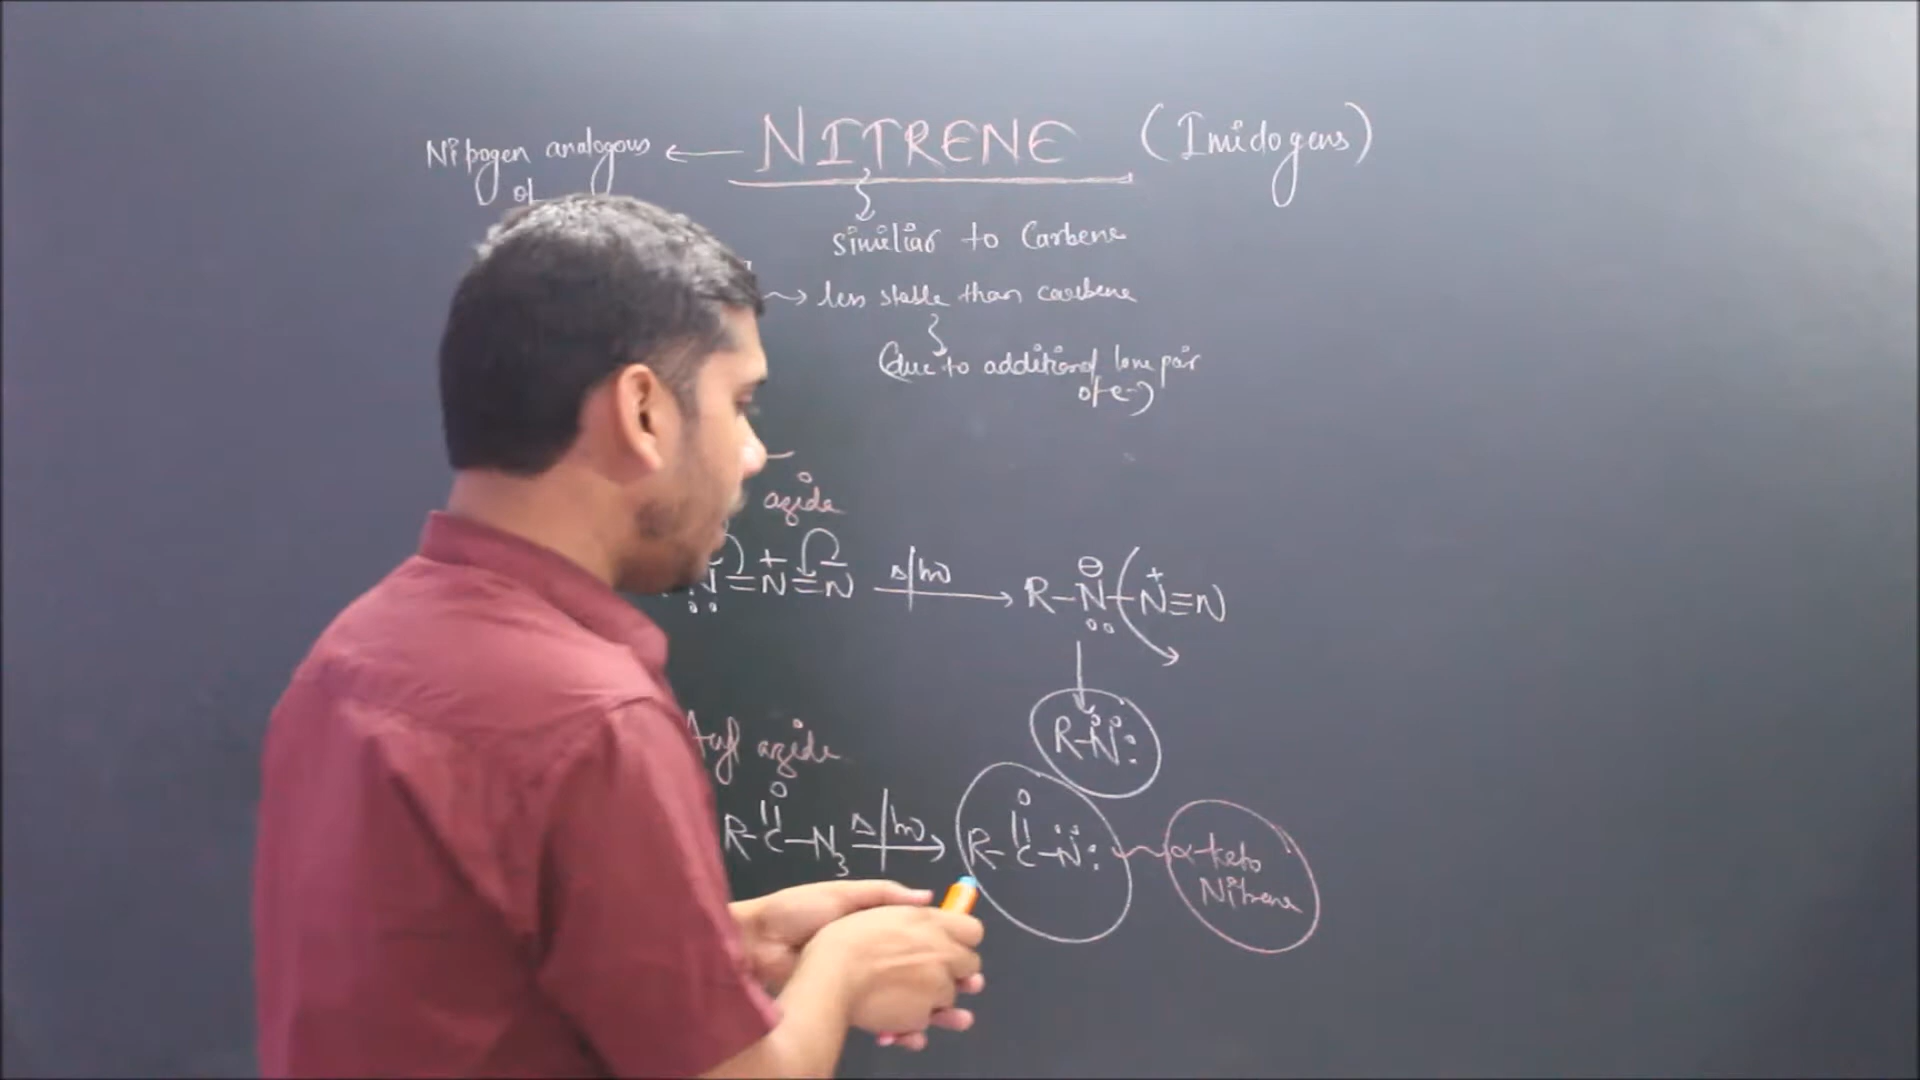 Nitrogen analogous ← NITRENE (Imidogens)
of
similiar to Carbene
→ less stable than carbene
(due to additional lone pair
of e-)
azide
N=N⁺=N Δ/hν → R-N⊖-N⁺≡N
R-N:
Acyl azide
O O
R-C-N₃ Δ/hν → R-C-N: α-keto
Nitrene